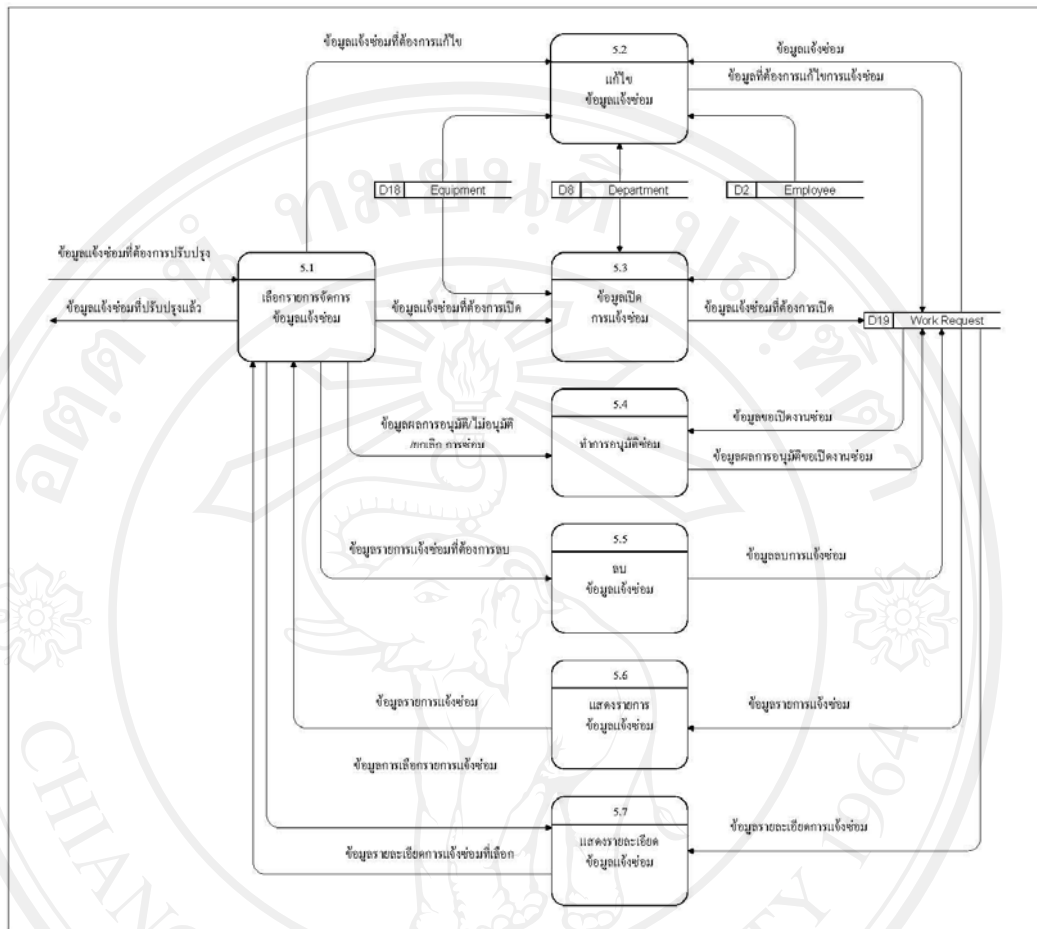 ข้อมูลแจ้งซ่อมที่ต้องการแก้ไข
5.2
แก้ไข
ข้อมูลแจ้งซ่อม
ข้อมูลแจ้งซ่อม
ข้อมูลที่ต้องการแก้ไขการแจ้งซ่อม
D18 Equipment
D8 Department
D2 Employee
ข้อมูลแจ้งซ่อมที่ต้องการปรับปรุง
ข้อมูลแจ้งซ่อมที่ปรับปรุงแล้ว
5.1
เลือกรายการจัดการ
ข้อมูลแจ้งซ่อม
ข้อมูลแจ้งซ่อมที่ต้องการเปิด
5.3
ข้อมูลเปิด
การแจ้งซ่อม
ข้อมูลแจ้งซ่อมที่ต้องการเปิด
D19 Work Request
ข้อมูลผลการอนุมัติ/ไม่อนุมัติ
/ยกเลิก การซ่อม
5.4
ทำการอนุมัติซ่อม
ข้อมูลขอเปิดงานซ่อม
ข้อมูลผลการอนุมัติขอเปิดงานซ่อม
ข้อมูลรายการแจ้งซ่อมที่ต้องการลบ
5.5
ลบ
ข้อมูลแจ้งซ่อม
ข้อมูลลบการแจ้งซ่อม
ข้อมูลรายการแจ้งซ่อม
5.6
แสดงรายการ
ข้อมูลแจ้งซ่อม
ข้อมูลรายการแจ้งซ่อม
ข้อมูลการเลือกรายการแจ้งซ่อม
5.7
แสดงรายละเอียด
ข้อมูลแจ้งซ่อม
ข้อมูลรายละเอียดการแจ้งซ่อม
ข้อมูลรายละเอียดการแจ้งซ่อมที่เลือก
1964